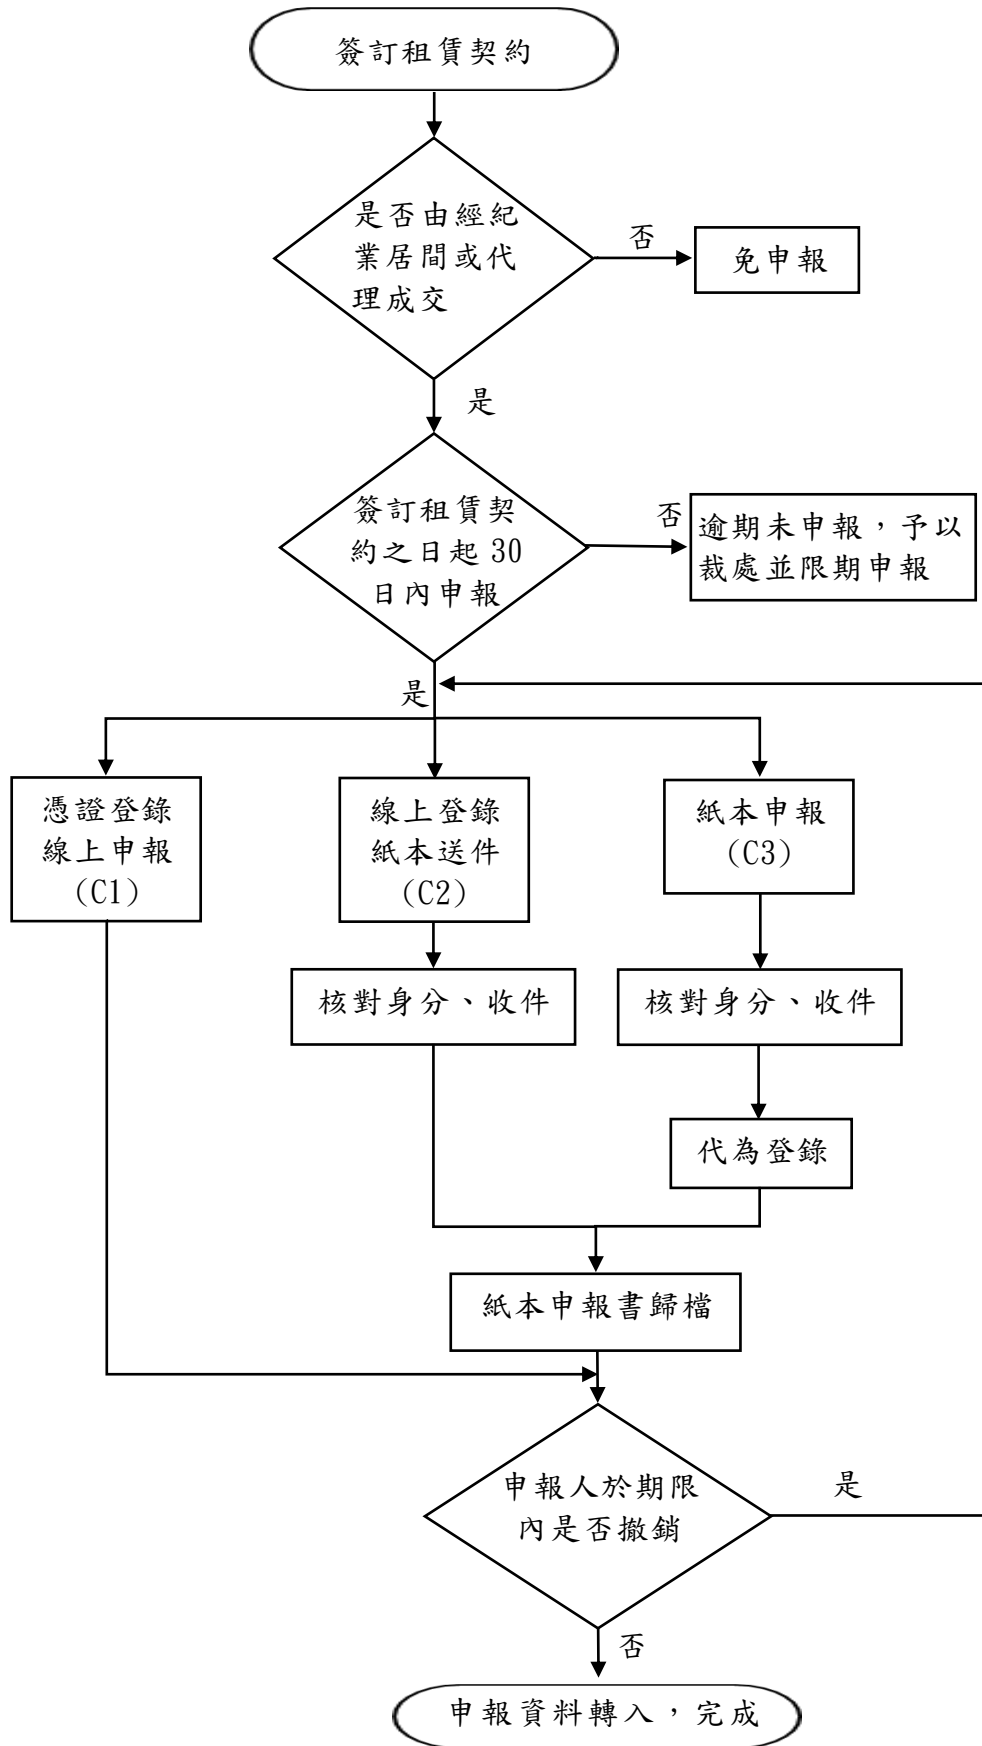 簽訂租賃契約
是否由經紀
業居間或代
理成交
否
免申報
是
簽訂租賃契
約之日起 30
日內申報
否
逾期未申報，予以
裁處並限期申報
是
憑證登錄
線上申報
(C1)
線上登錄
紙本送件
(C2)
紙本申報
(C3)
核對身分、收件
核對身分、收件
代為登錄
紙本申報書歸檔
申報人於期限
內是否撤銷
是
否
申報資料轉入，完成